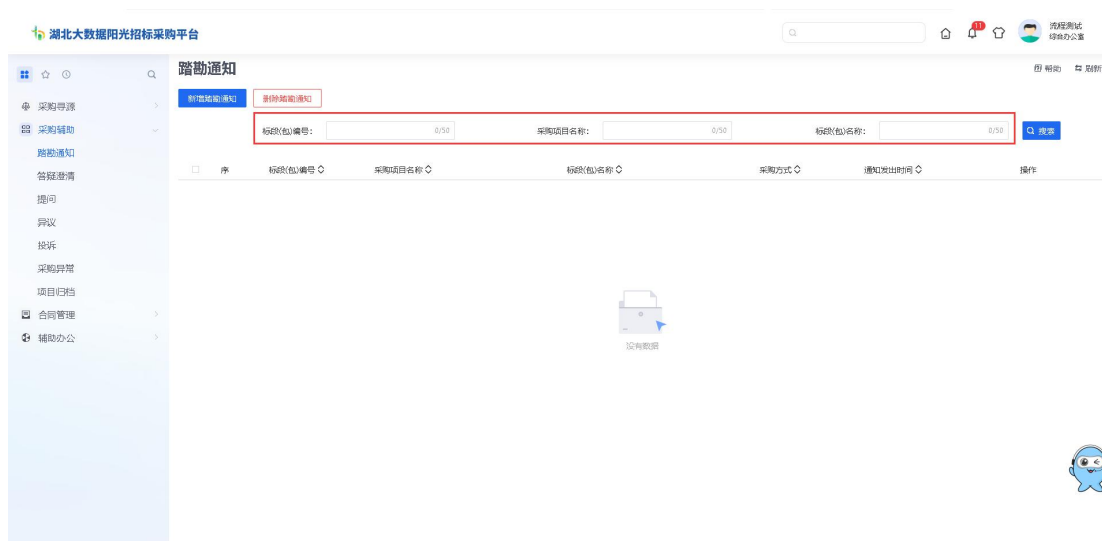 湖北大数据阳光招标采购平台
11
流程测试
综合办公室
踏勘通知
帮助 刷新
新增踏勘通知 删除踏勘通知
标段(包)编号： 0/50 采购项目名称： 0/50 标段(包)名称： 0/50 搜索
序 标段(包)编号 采购项目名称 标段(包)名称 采购方式 通知发出时间 操作
采购寻源
采购辅助
踏勘通知
答疑澄清
提问
异议
投诉
采购异常
项目归档
合同管理
辅助办公
没有数据